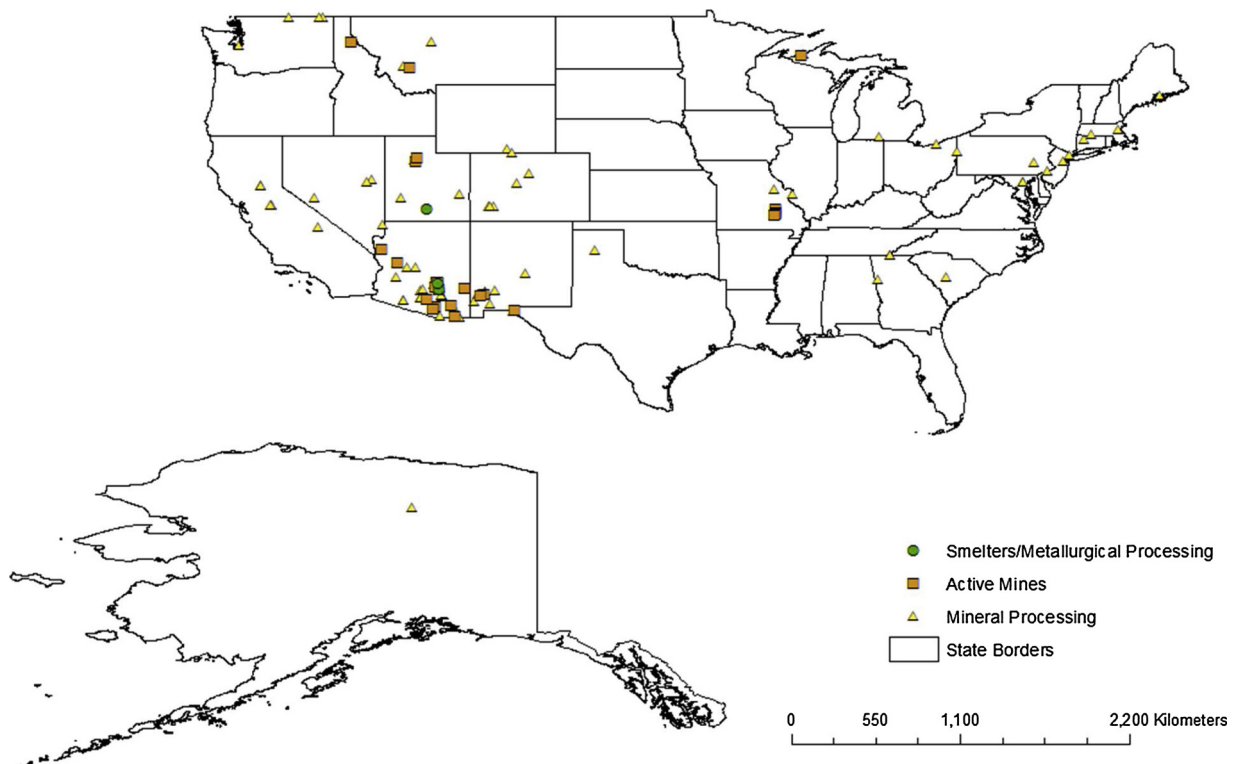 Smelters/Metallurgical Processing
Active Mines
Mineral Processing
State Borders
0 550 1,100 2,200 Kilometers